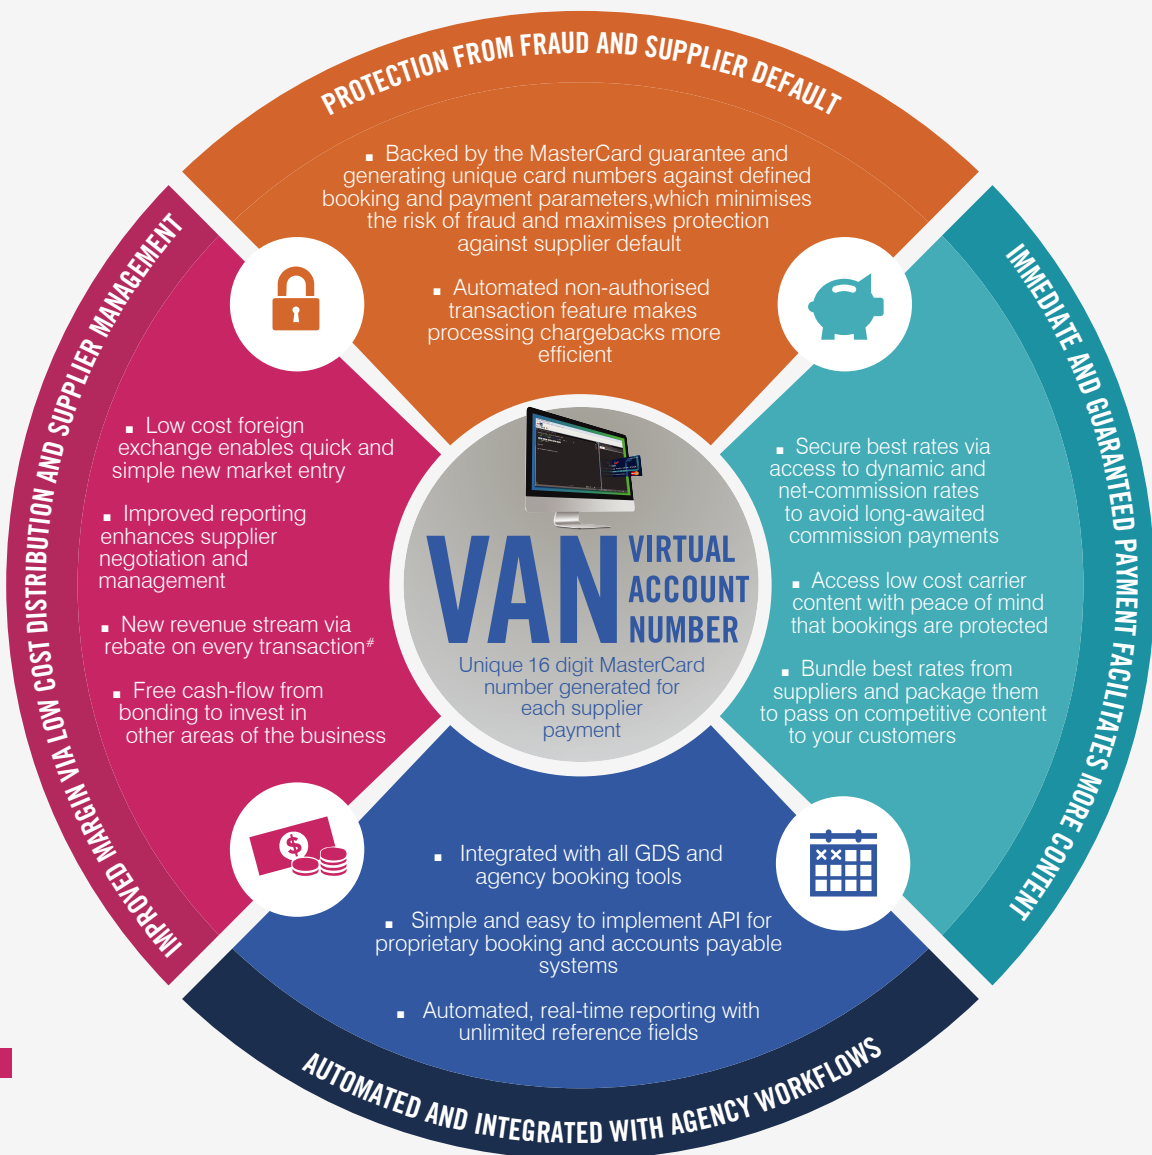 PROTECTION FROM FRAUD AND SUPPLIER DEFAULT
▪ Backed by the MasterCard guarantee and
generating unique card numbers against defined
booking and payment parameters,which minimises
the risk of fraud and maximises protection
against supplier default
▪ Automated non-authorised
transaction feature makes
processing chargebacks more
efficient
IMPROVED MARGIN VIA LOW COST DISTRIBUTION AND SUPPLIER MANAGEMENT
▪ Low cost foreign
exchange enables quick and
simple new market entry
▪ Improved reporting
enhances supplier
negotiation and
management
▪ New revenue stream via
rebate on every transaction#
▪ Free cash-flow from
bonding to invest in
other areas of the business
VAN
VIRTUAL
ACCOUNT
NUMBER
Unique 16 digit MasterCard
number generated for
each supplier
payment
IMMEDIATE AND GUARANTEED PAYMENT FACILITATES MORE CONTENT
▪ Secure best rates via
access to dynamic and
net-commission rates
to avoid long-awaited
commission payments
▪ Access low cost carrier
content with peace of mind
that bookings are protected
▪ Bundle best rates from
suppliers and package them
to pass on competitive content
to your customers
$
▪ Integrated with all GDS and
agency booking tools
▪ Simple and easy to implement API for
proprietary booking and accounts payable
systems
▪ Automated, real-time reporting with
unlimited reference fields
AUTOMATED AND INTEGRATED WITH AGENCY WORKFLOWS